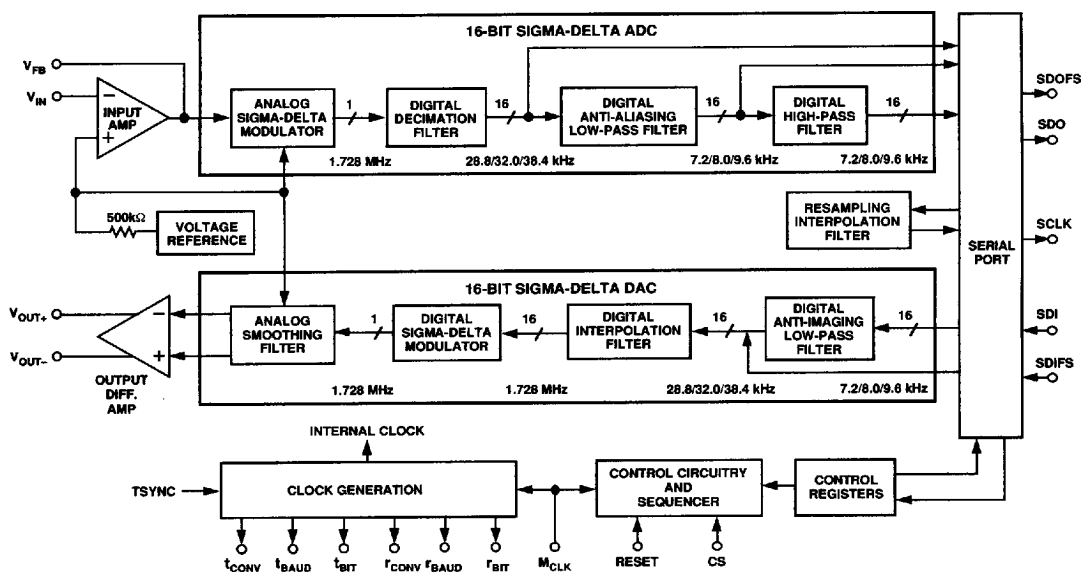 16-BIT SIGMA-DELTA ADC
VFB
VIN
INPUT
AMP
ANALOG
SIGMA-DELTA
MODULATOR
1
DIGITAL
DECIMATION
FILTER
16
DIGITAL
ANTI-ALIASING
LOW-PASS FILTER
16
DIGITAL
HIGH-PASS
FILTER
16
1.728 MHz
28.8/32.0/38.4 kHz
7.2/8.0/9.6 kHz
7.2/8.0/9.6 kHz
SDOFS
SDO
500kΩ
VOLTAGE
REFERENCE
RESAMPLING
INTERPOLATION
FILTER
SERIAL
PORT
SCLK
16-BIT SIGMA-DELTA DAC
VOUT+
VOUT−
OUTPUT
DIFF.
AMP
ANALOG
SMOOTHING
FILTER
1
DIGITAL
SIGMA-DELTA
MODULATOR
16
DIGITAL
INTERPOLATION
FILTER
16
DIGITAL
ANTI-IMAGING
LOW-PASS
FILTER
16
1.728 MHz
1.728 MHz
28.8/32.0/38.4 kHz
7.2/8.0/9.6 kHz
SDI
SDIFS
INTERNAL CLOCK
TSYNC
CLOCK GENERATION
CONTROL CIRCUITRY
AND
SEQUENCER
CONTROL
REGISTERS
tCONV
tBAUD
tBIT
rCONV
rBAUD
rBIT
MCLK
RESET
CS